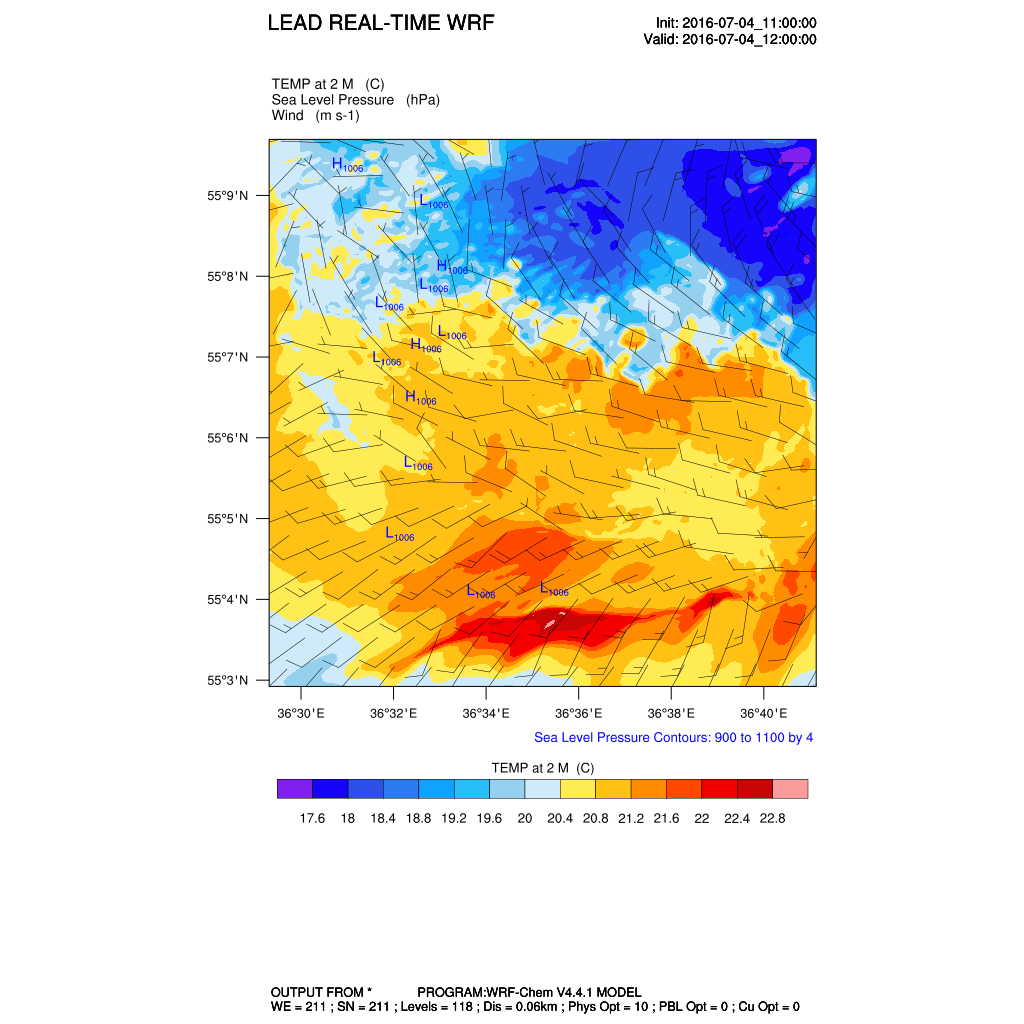 LEAD REAL-TIME WRF
Init: 2016-07-04_11:00:00
Valid: 2016-07-04_12:00:00
TEMP at 2 M (C)
Sea Level Pressure (hPa)
Wind (m s-1)
H1006
55°9'N
L1006
H1006
55°8'N
L1006
L1006
L1006
H1006
55°7'N
L1006
H1006
55°6'N
L1006
55°5'N
L1006
L1006
L1006
55°4'N
55°3'N
36°30'E 36°32'E 36°34'E 36°36'E 36°38'E 36°40'E
Sea Level Pressure Contours: 900 to 1100 by 4
TEMP at 2 M (C)
17.6 18 18.4 18.8 19.2 19.6 20 20.4 20.8 21.2 21.6 22 22.4 22.8
OUTPUT FROM * PROGRAM:WRF-Chem V4.4.1 MODEL
WE = 211 ; SN = 211 ; Levels = 118 ; Dis = 0.06km ; Phys Opt = 10 ; PBL Opt = 0 ; Cu Opt = 0